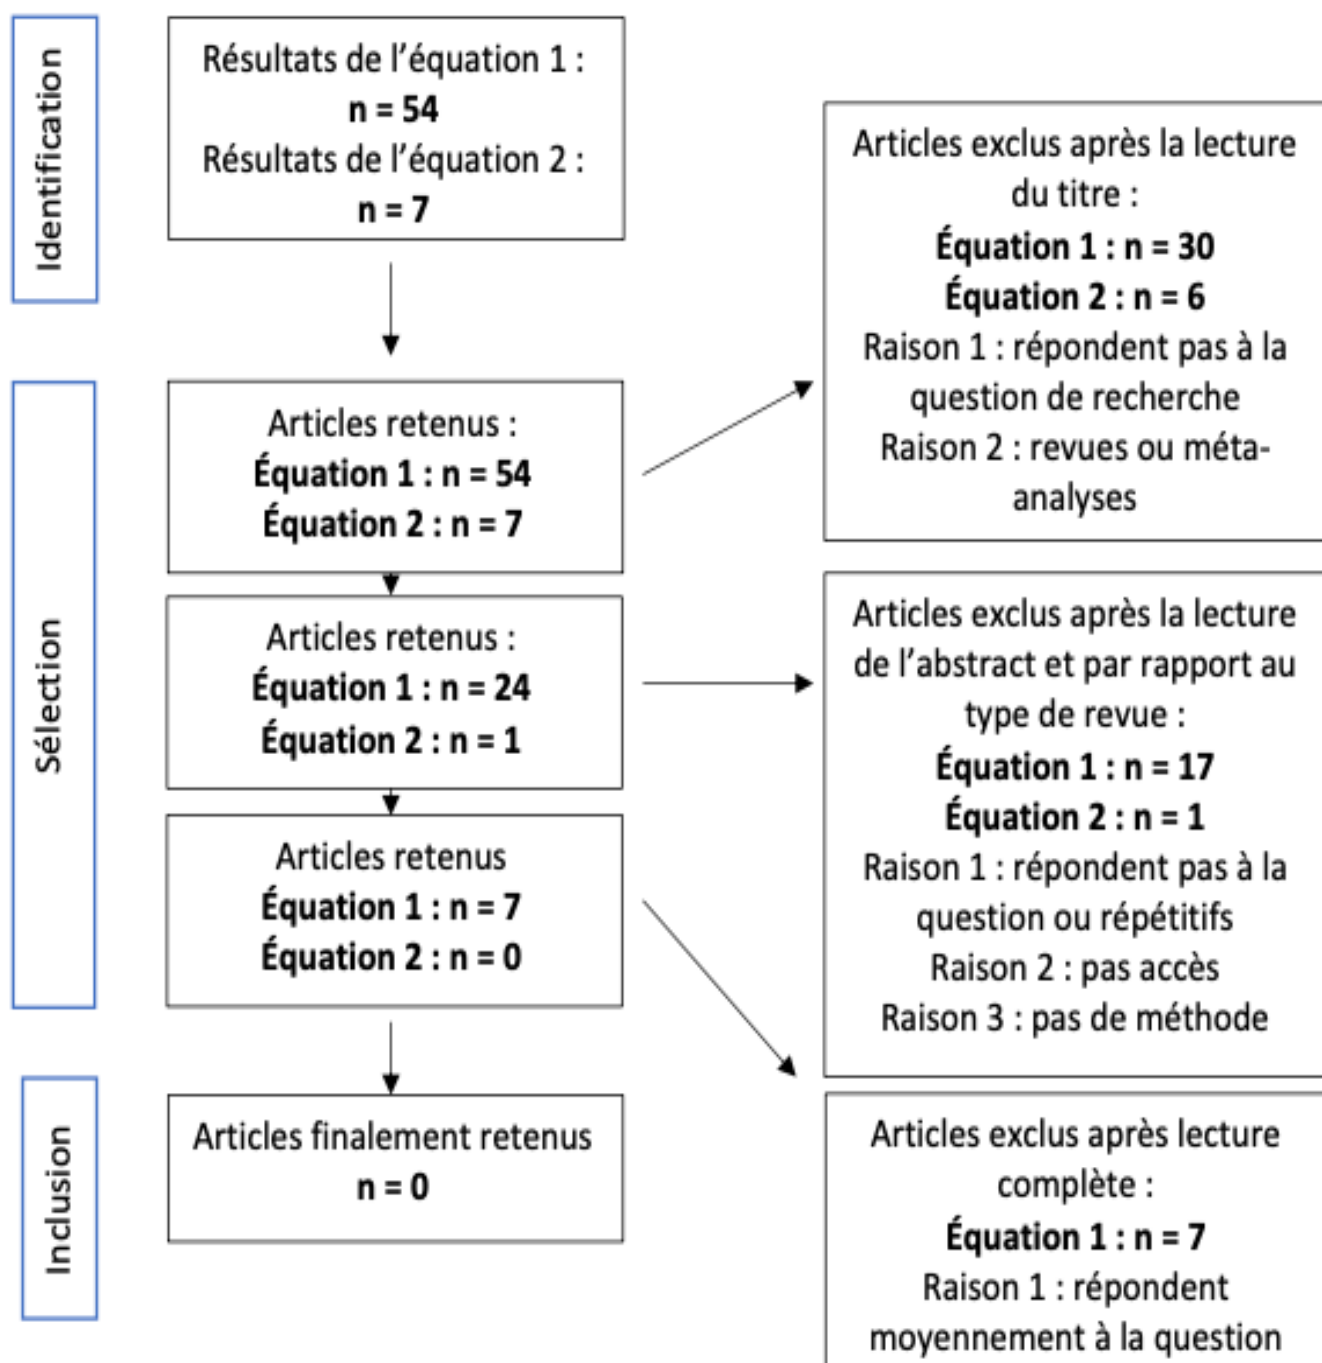 Identification
Résultats de l'équation 1 :
n = 54
Résultats de l'équation 2 :
n = 7
Articles exclus après la lecture
du titre :
Équation 1 : n = 30
Équation 2 : n = 6
Raison 1 : répondent pas à la
question de recherche
Raison 2 : revues ou méta-
analyses
Sélection
Articles retenus :
Équation 1 : n = 54
Équation 2 : n = 7
Articles retenus :
Équation 1 : n = 24
Équation 2 : n = 1
Articles exclus après la lecture
de l'abstract et par rapport au
type de revue :
Équation 1 : n = 17
Équation 2 : n = 1
Raison 1 : répondent pas à la
question ou répétitifs
Raison 2 : pas accès
Raison 3 : pas de méthode
Articles retenus
Équation 1 : n = 7
Équation 2 : n = 0
Inclusion
Articles finalement retenus
n = 0
Articles exclus après lecture
complète :
Équation 1 : n = 7
Raison 1 : répondent
moyennement à la question